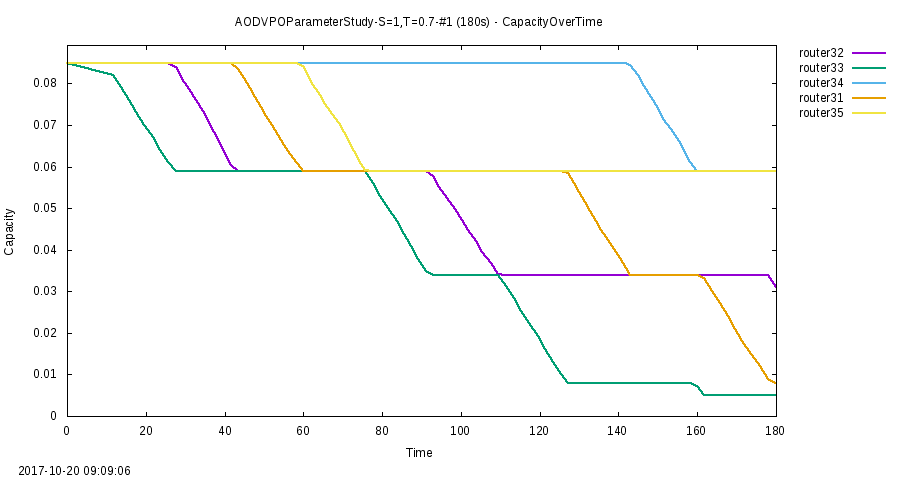 AODVPOParameterStudy-S=1,T=0.7-#1 (180s) - CapacityOverTime
router32
router33
router34
router31
router35
0.08
0.07
0.06
0.05
0.04
0.03
0.02
0.01
0
Capacity
0 20 40 60 80 100 120 140 160 180
Time
2017-10-20 09:09:06